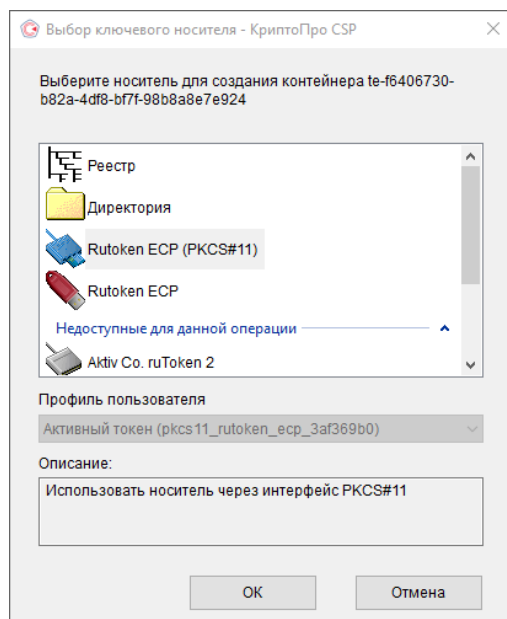 Выбор ключевого носителя - КриптоПро CSP
Выберите носитель для создания контейнера te-f6406730-
b82a-4df8-bf7f-98b8a8e7e924
Реестр
Директория
Rutoken ECP (PKCS#11)
Rutoken ECP
Недоступные для данной операции
Aktiv Co. ruToken 2
Профиль пользователя
Активный токен (pkcs11_rutoken_ecp_3af369b0)
Описание:
Использовать носитель через интерфейс PKCS#11
ОК
Отмена